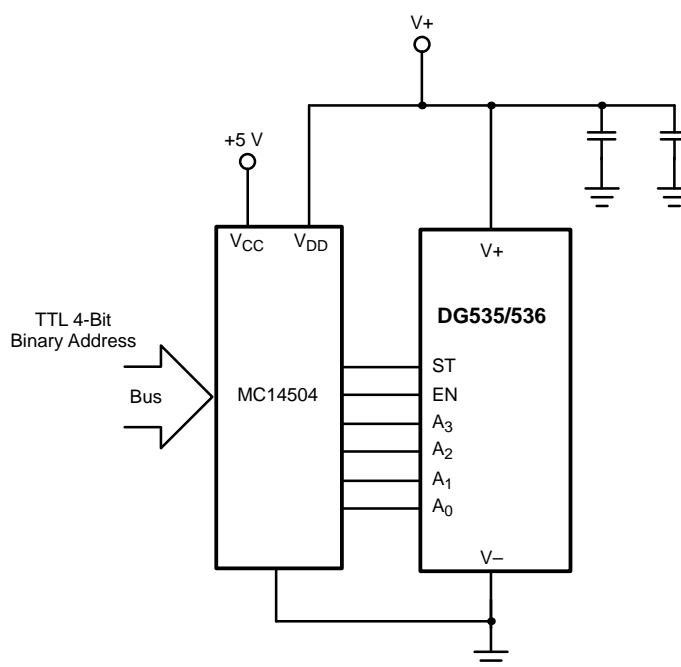 V+
+5 V
VCC
VDD
V+
DG535/536
TTL 4-Bit
Binary Address
Bus
MC14504
ST
EN
A3
A2
A1
A0
V–